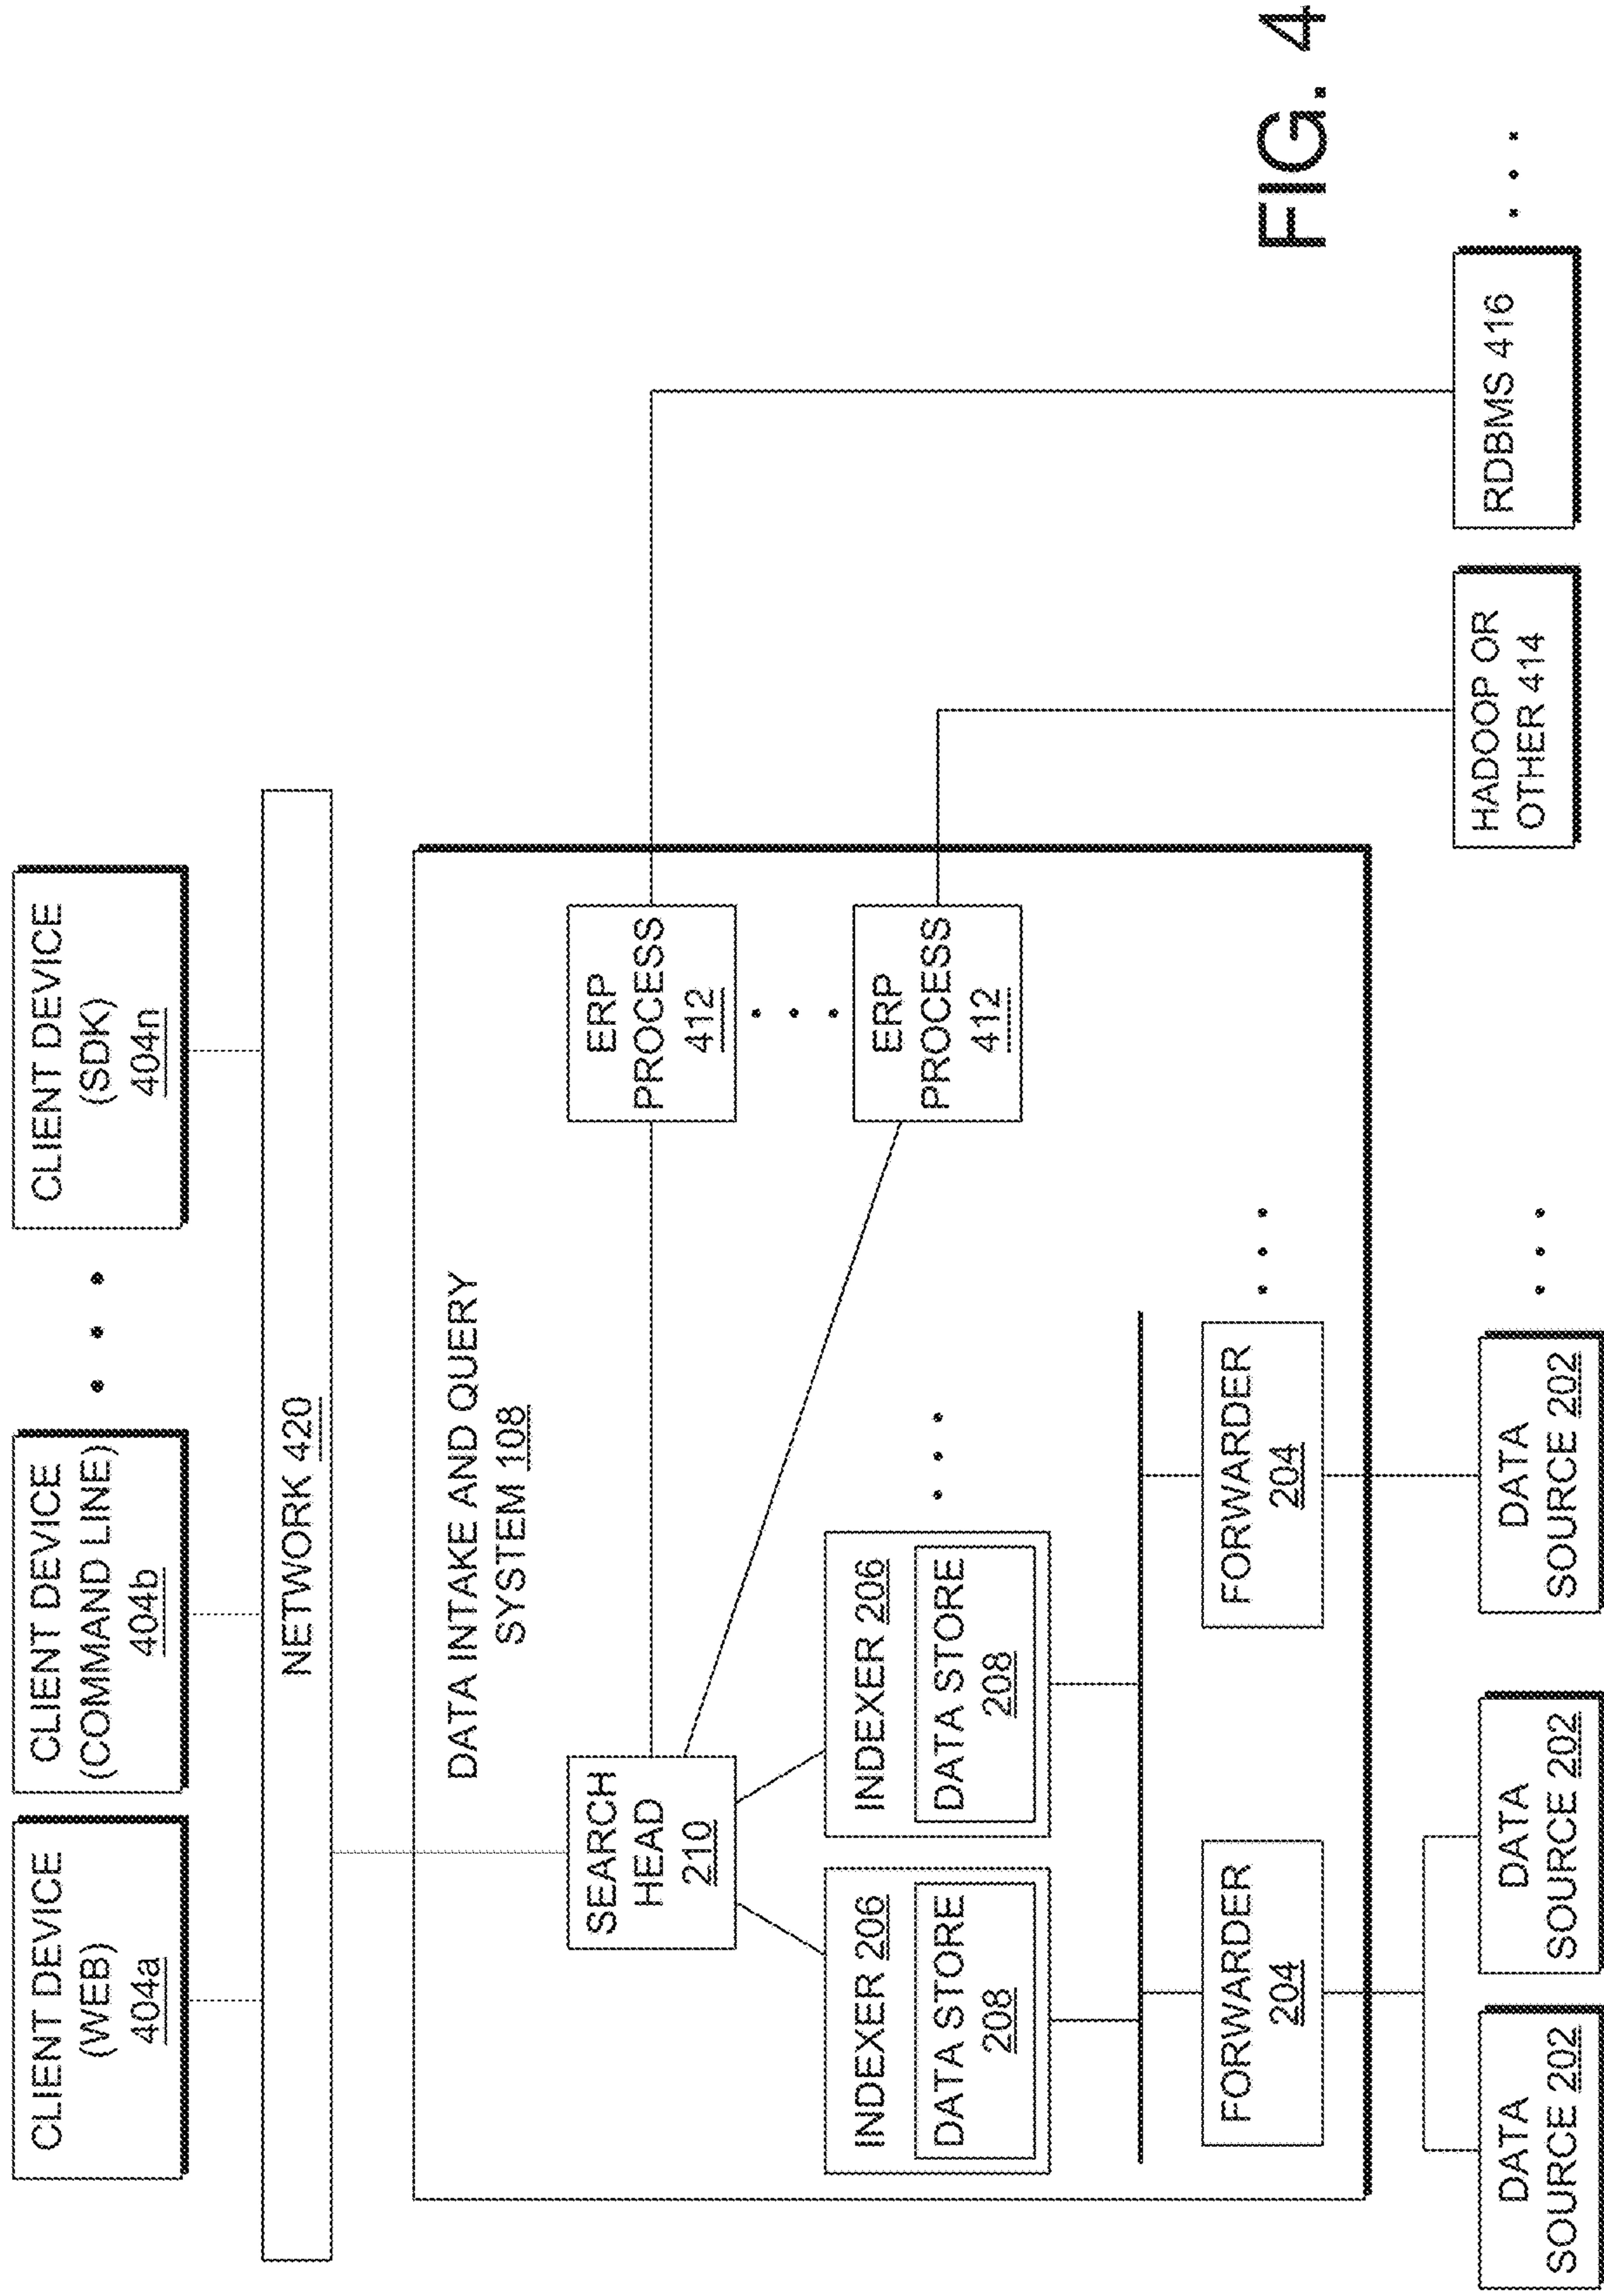 CLIENT DEVICE
(WEB)
404a
CLIENT DEVICE
(COMMAND LINE)
404b
CLIENT DEVICE
(SDK)
404n
NETWORK 420
DATA INTAKE AND QUERY
SYSTEM 108
SEARCH
HEAD
210
ERP
PROCESS
412
INDEXER 206
DATA STORE
208
INDEXER 206
DATA STORE
208
ERP
PROCESS
412
FORWARDER
204
FORWARDER
204
DATA
SOURCE 202
DATA
SOURCE 202
DATA
SOURCE 202
HADOOP OR
OTHER 414
RDBMS 416
FIG. 4